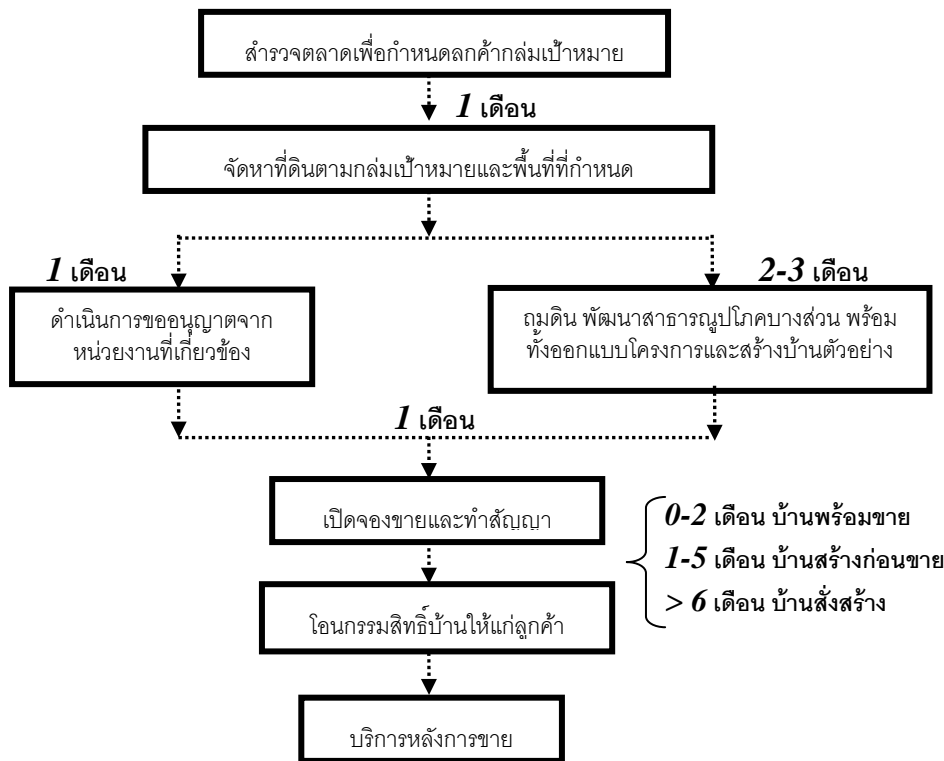 สำรวจตลาดเพื่อกำหนดลกค้ากล่มเป้าหมาย
1 เดือน
จัดหาที่ดินตามกล่มเป้าหมายและพื้นที่ที่กำหนด
1 เดือน
2-3 เดือน
ดำเนินการขออนุญาตจาก
หน่วยงานที่เกี่ยวข้อง
ถมดิน พัฒนาสาธารณูปโภคบางส่วน พร้อม
ทั้งออกแบบโครงการและสร้างบ้านตัวอย่าง
1 เดือน
เปิดจองขายและทำสัญญา
0-2 เดือน บ้านพร้อมขาย
1-5 เดือน บ้านสร้างก่อนขาย
> 6 เดือน บ้านสั่งสร้าง
โอนกรรมสิทธิ์บ้านให้แก่ลูกค้า
บริการหลังการขาย